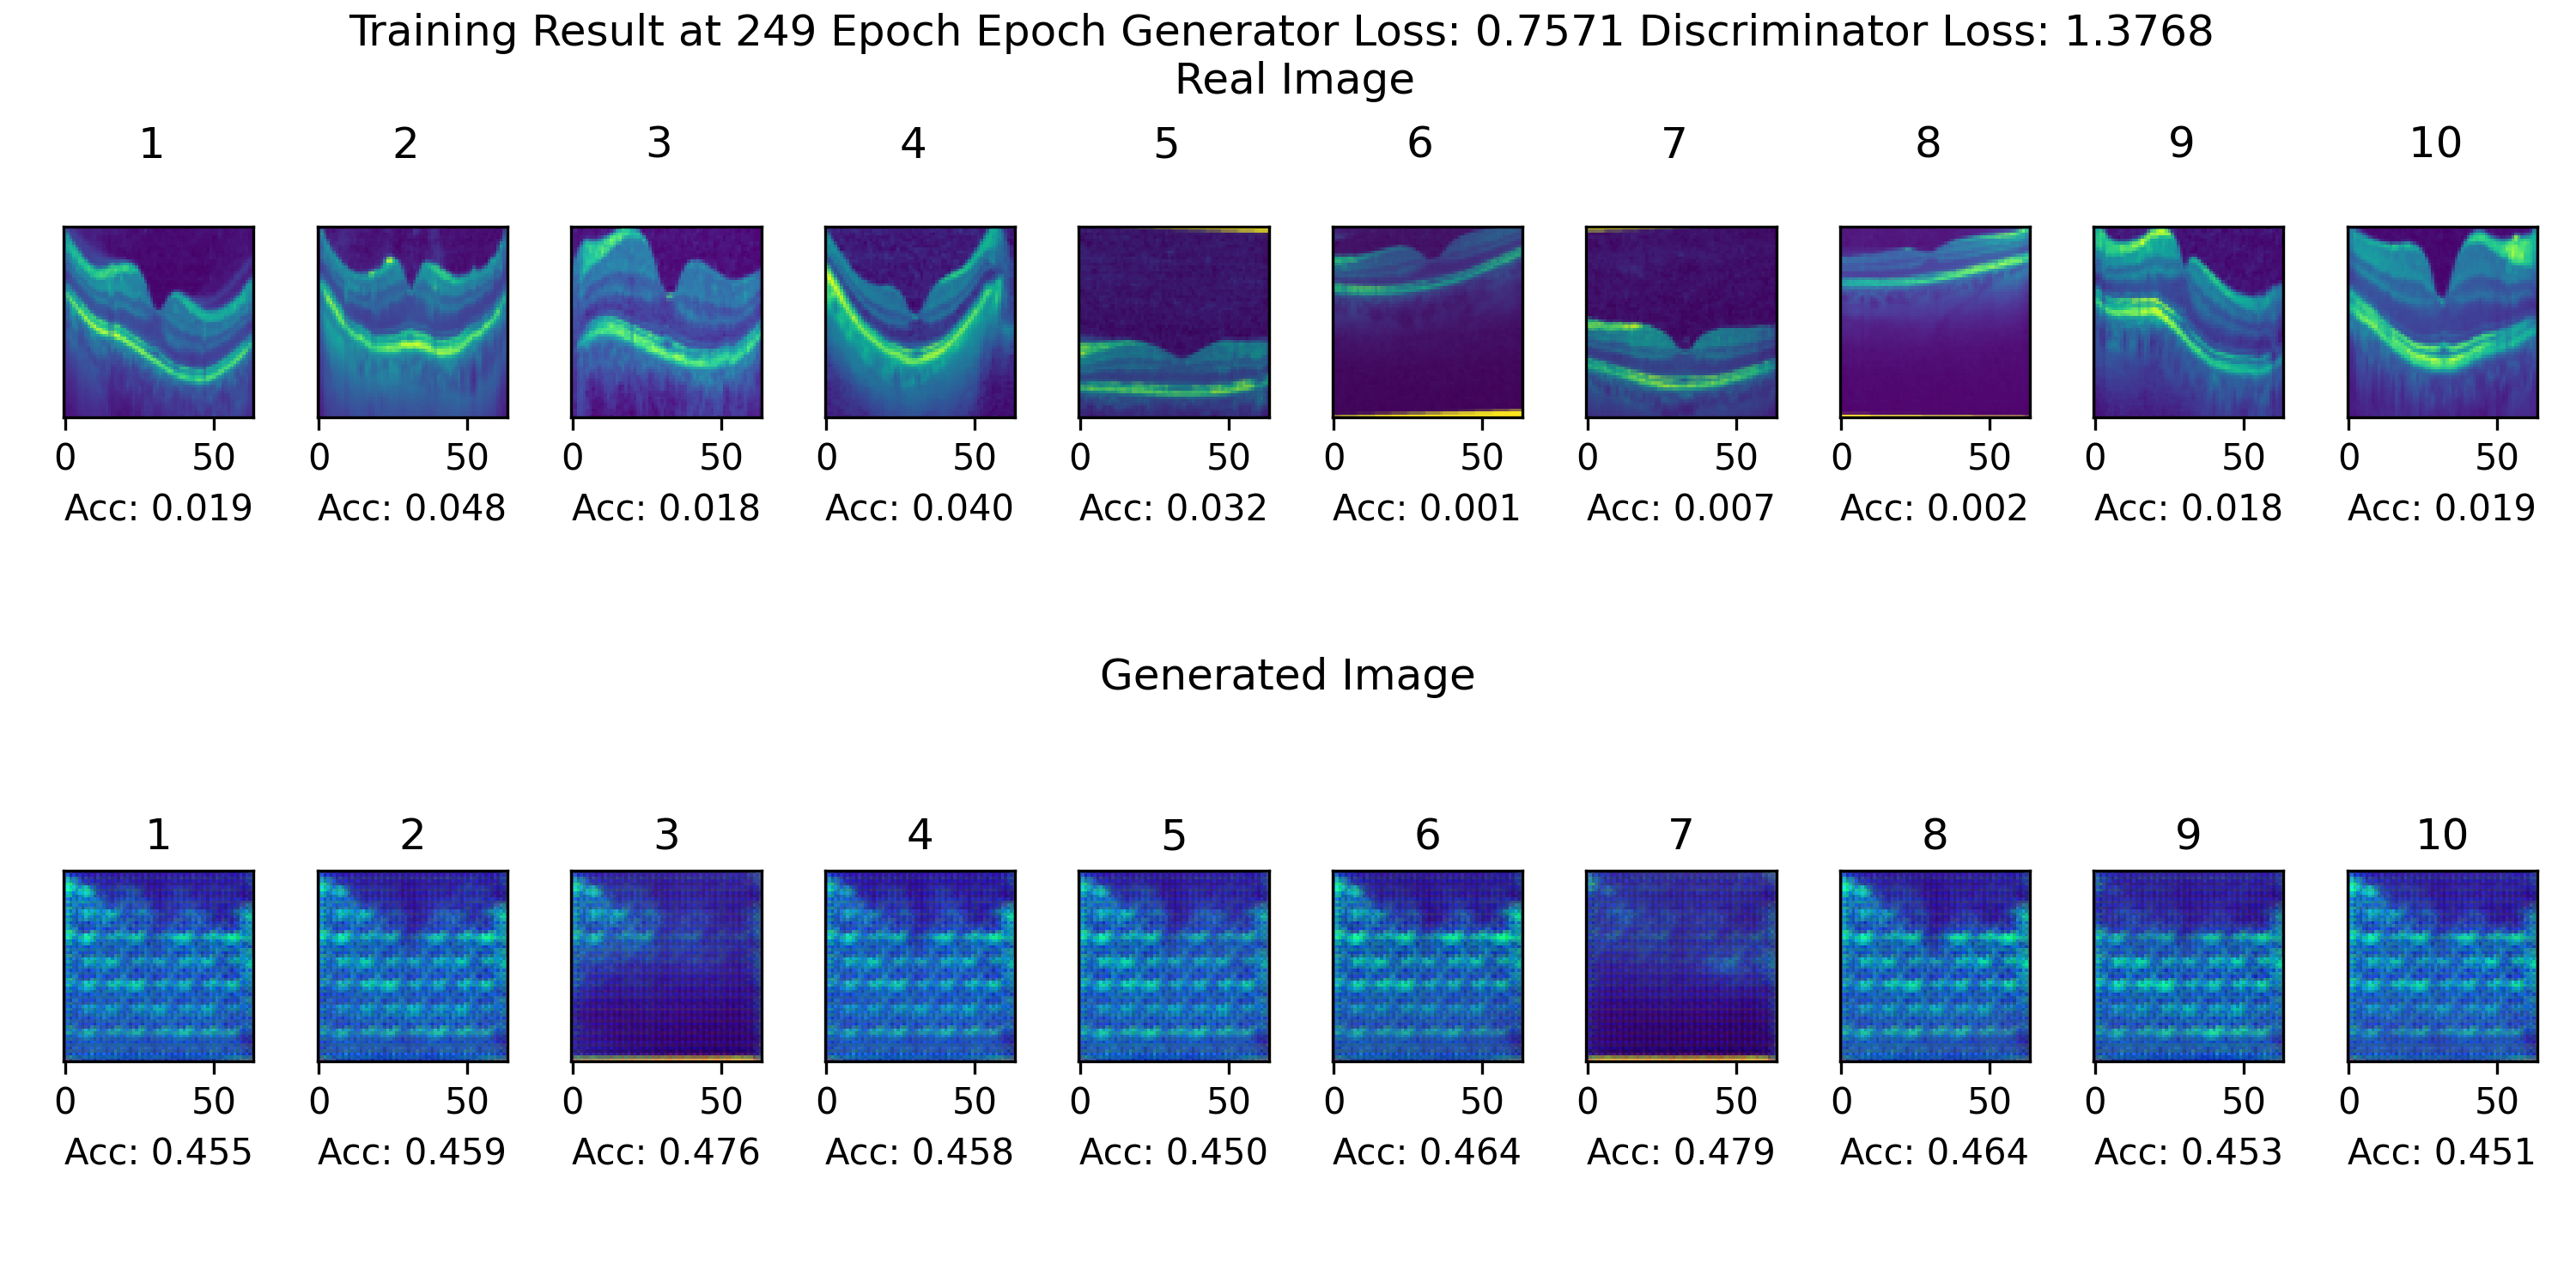 Training Result at 249 Epoch Epoch Generator Loss: 0.7571 Discriminator Loss: 1.3768
Real Image
1 2 3 4 5 6 7 8 9 10
0 50 0 50 0 50 0 50 0 50 0 50 0 50 0 50 0 50 0 50
Acc: 0.019 Acc: 0.048 Acc: 0.018 Acc: 0.040 Acc: 0.032 Acc: 0.001 Acc: 0.007 Acc: 0.002 Acc: 0.018 Acc: 0.019
Generated Image
1 2 3 4 5 6 7 8 9 10
0 50 0 50 0 50 0 50 0 50 0 50 0 50 0 50 0 50 0 50
Acc: 0.455 Acc: 0.459 Acc: 0.476 Acc: 0.458 Acc: 0.450 Acc: 0.464 Acc: 0.479 Acc: 0.464 Acc: 0.453 Acc: 0.451